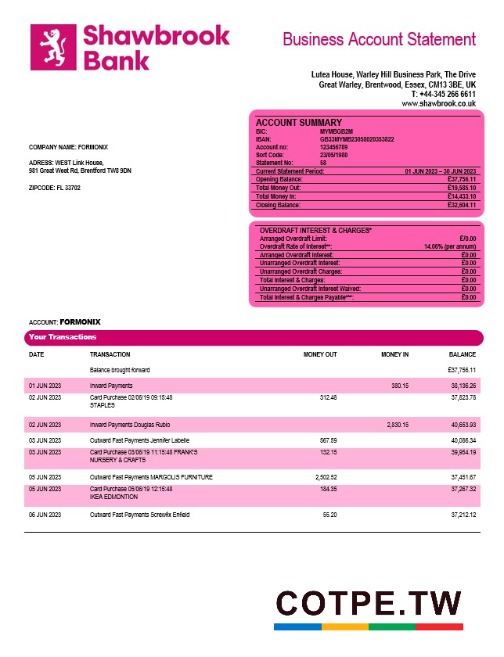 Shawbrook
Bank
Business Account Statement
Lutea House, Warley Hill Business Park, The Drive
Great Warley, Brentwood, Essex, CM13 3BE, UK
T: +44-345 266 6611
www.shawbrook.co.uk
ACCOUNT SUMMARY
BIC: MYMBGB2M
IBAN: GB33MYMB23058020353822
Account no: 123456789
Sort Code: 23/05/1980
Statement No: 58
Current Statement Period: 01 JUN 2023 – 30 JUN 2023
Opening Balance: £37,756.11
Total Money Out: £19,585.10
Total Money In: £14,433.10
Closing Balance: £32,604.11
COMPANY NAME: FORMONIX
ADRESS: WEST Link House,
981 Great West Rd, Brentford TW8 9DN
ZIPCODE: FL 33702
OVERDRAFT INTEREST & CHARGES*
Arranged Overdraft Limit: £/0.00
Overdraft Rate of Interest**: 14.06% (per annum)
Arranged Overdraft Interest: £0.00
Unarranged Overdraft Interest: £0.00
Unarranged Overdraft Charges: £0.00
Total Interest & Charges: £0.00
Unarranged Overdraft Interest Waived: £0.00
Total Interest & Charges Payable***: £0.00
ACCOUNT: FORMONIX
Your Transactions
DATE TRANSACTION MONEY OUT MONEY IN BALANCE
Balance brought forward £37,756.11
01 JUN 2023 Inward Payments 380.15 38,136.26
02 JUN 2023 Card Purchase 02/06/19 09:15:48 312.48 37,823.78
STAPLES
02 JUN 2023 Inward Payments Douglas Rubio 2,830.15 40,653.93
03 JUN 2023 Outward Fast Payments Jennifer Labelle 567.59 40,086.34
03 JUN 2023 Card Purchase 03/06/19 11:15:48 FRANK'S 132.15 39,954.19
NURSERY & CRAFTS
05 JUN 2023 Outward Fast Payments MARGOLIS FURNITURE 2,502.52 37,451.67
05 JUN 2023 Card Purchase 05/06/19 12:15:48 184.35 37,267.32
IKEA EDMONTION
06 JUN 2023 Outward Fast Payments Screwfix Enfield 55.20 37,212.12
COTPE.TW